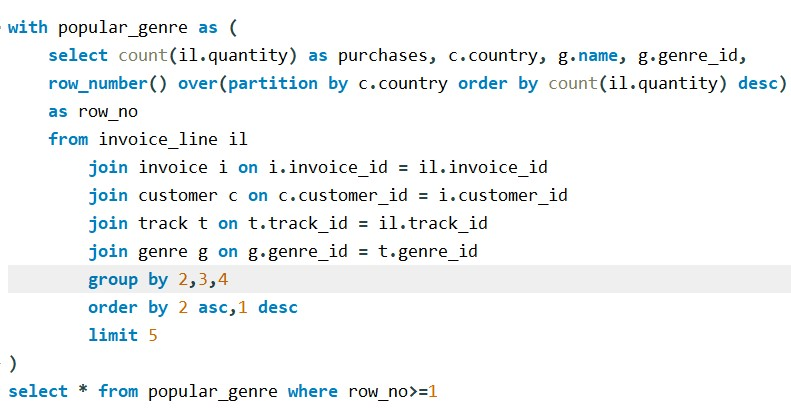 with popular_genre as (
select count(il.quantity) as purchases, c.country, g.name, g.genre_id,
row_number() over(partition by c.country order by count(il.quantity) desc)
as row_no
from invoice_line il
join invoice i on i.invoice_id = il.invoice_id
join customer c on c.customer_id = i.customer_id
join track t on t.track_id = il.track_id
join genre g on g.genre_id = t.genre_id
group by 2,3,4
order by 2 asc,1 desc
limit 5
)
select * from popular_genre where row_no>=1